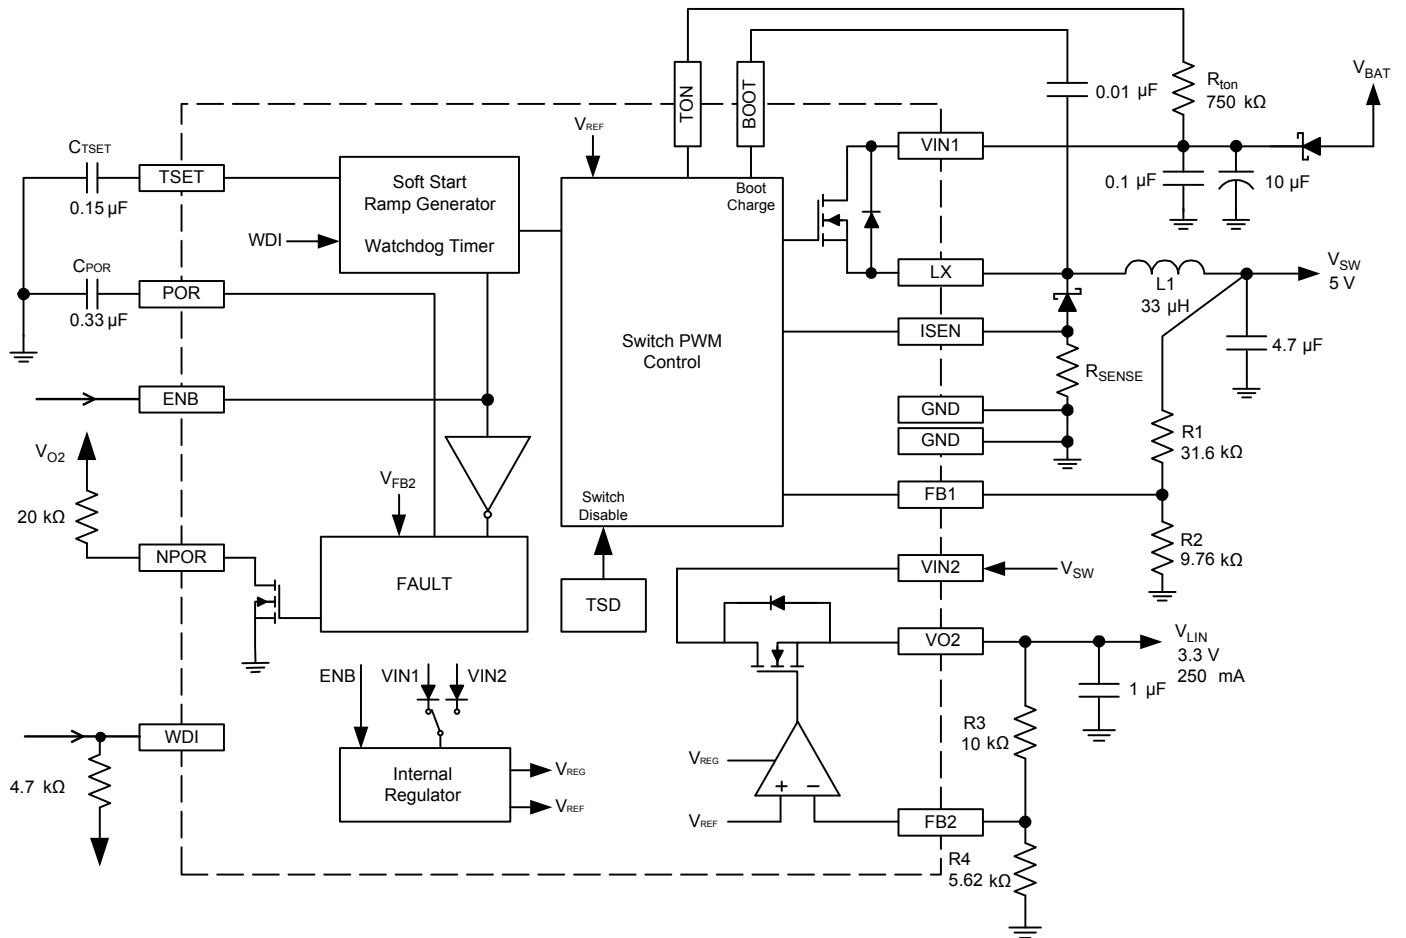 TON
BOOT
0.01 µF
Rton
750 kΩ
VBAT
CTSET
0.15 µF
TSET
VREF
Soft Start
Ramp Generator
Watchdog Timer
WDI
Boot
Charge
VIN1
0.1 µF
10 µF
CPOR
0.33 µF
POR
LX
L1
33 µH
VSW
5 V
ISEN
Switch PWM
Control
RSENSE
4.7 µF
ENB
GND
GND
R1
31.6 kΩ
VO2
20 kΩ
VFB2
Switch
Disable
FB1
R2
9.76 kΩ
NPOR
FAULT
TSD
VIN2
VSW
VO2
VLIN
3.3 V
250 mA
1 µF
ENB
VIN1
VIN2
R3
10 kΩ
WDI
4.7 kΩ
Internal
Regulator
VREG
VREF
VREG
+
−
VREF
FB2
R4
5.62 kΩ